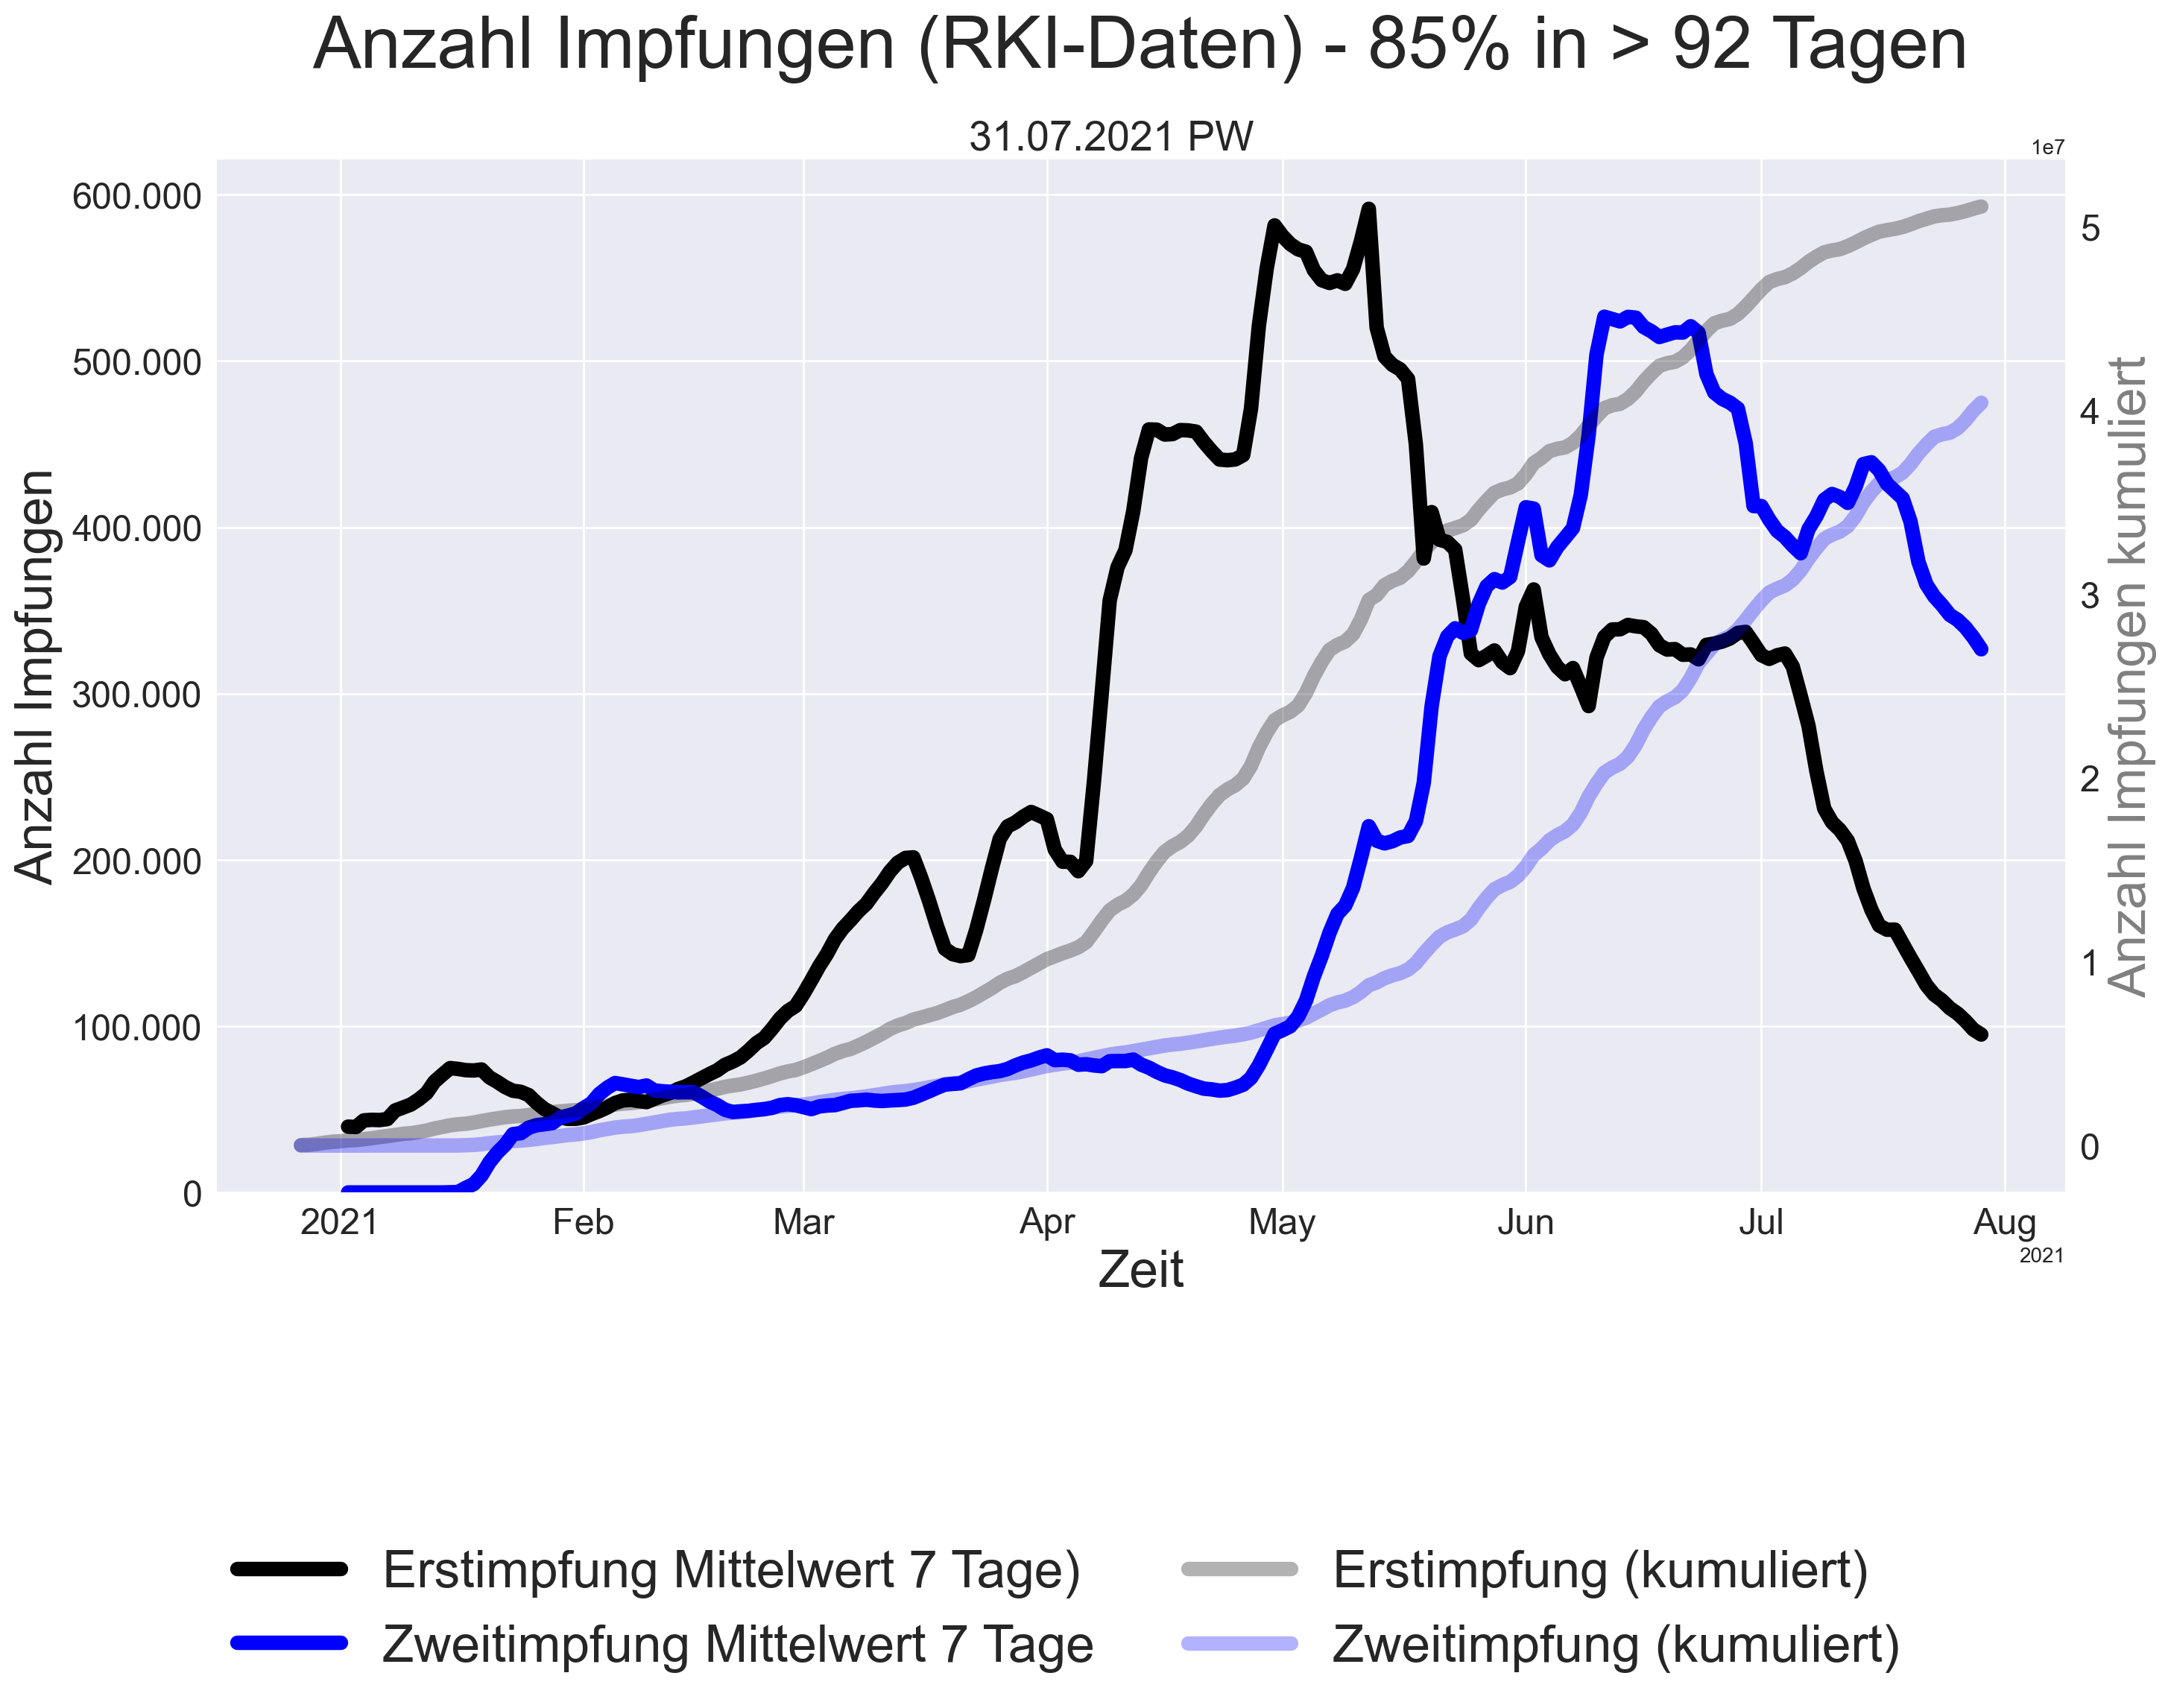 Anzahl Impfungen (RKI-Daten) - 85% in > 92 Tagen
31.07.2021 PW
1e7
Anzahl Impfungen
600.000
500.000
400.000
300.000
200.000
100.000
0
5
4
3
2
1
0
Anzahl Impfungen kumuliert
2021 Feb Mar Apr May Jun Jul Aug
2021
Zeit
Erstimpfung Mittelwert 7 Tage)
Zweitimpfung Mittelwert 7 Tage
Erstimpfung (kumuliert)
Zweitimpfung (kumuliert)